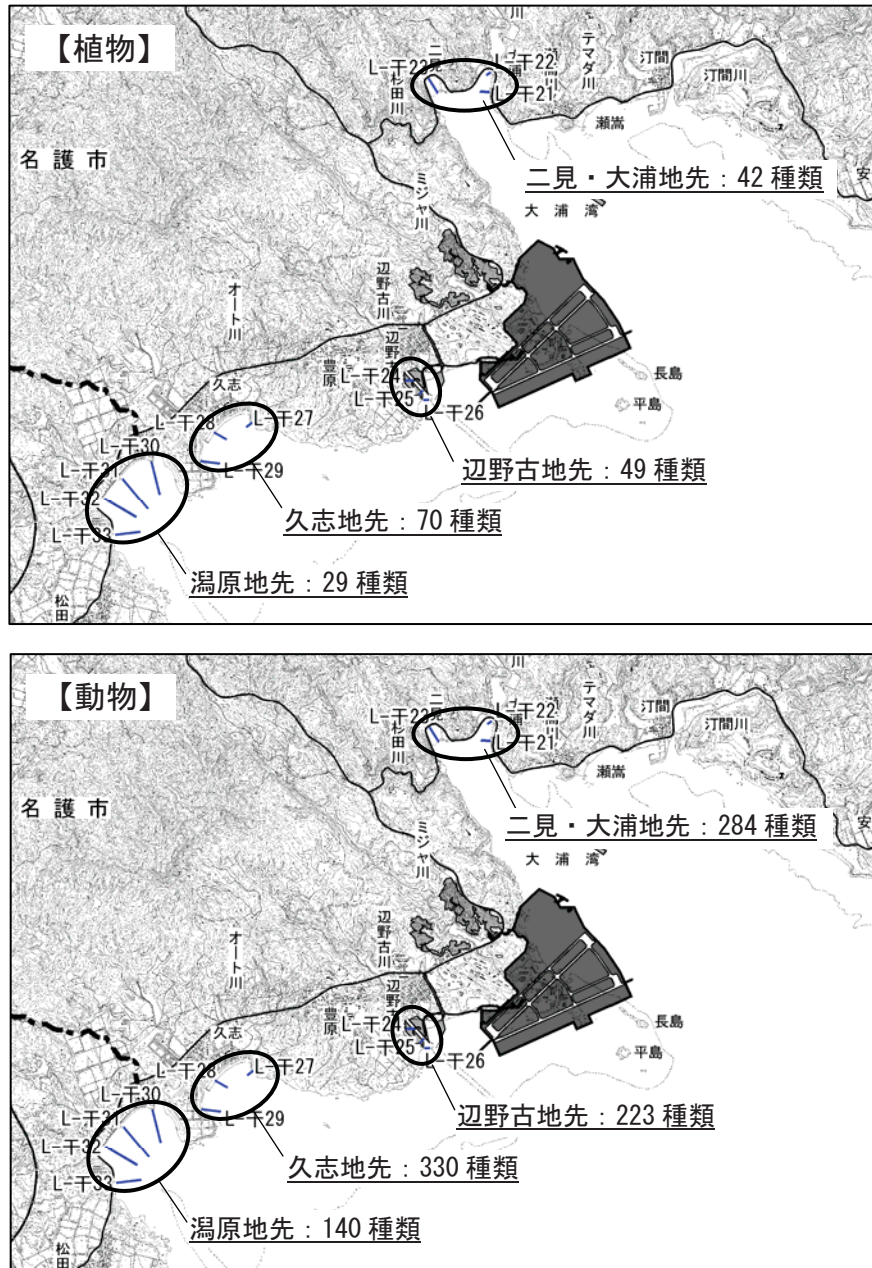 【植物】
L-干23
二見
杉田川
L-干22
L-干21
テマダ川
汀間
汀間川
瀬嵩
安
名護市
二見・大浦地先：42 種類
大浦湾
ミジャ川
辺野古川
オート川
久志
豊原
辺野古
L-干24
L-干25
L-干26
長島
平島
L-干28
L-干27
L-干30
L-干31
L-干29
L-干32
L-干33
辺野古地先：49 種類
久志地先：70 種類
潟原地先：29 種類
松田
【動物】
L-干23
二見
杉田川
L-干22
L-干21
テマダ川
汀間
汀間川
瀬嵩
安
名護市
二見・大浦地先：284 種類
大浦湾
ミジャ川
辺野古川
オート川
久志
豊原
辺野古
L-干24
L-干25
L-干26
長島
平島
L-干28
L-干27
L-干30
L-干31
L-干29
L-干32
L-干33
辺野古地先：223 種類
久志地先：330 種類
潟原地先：140 種類
松田